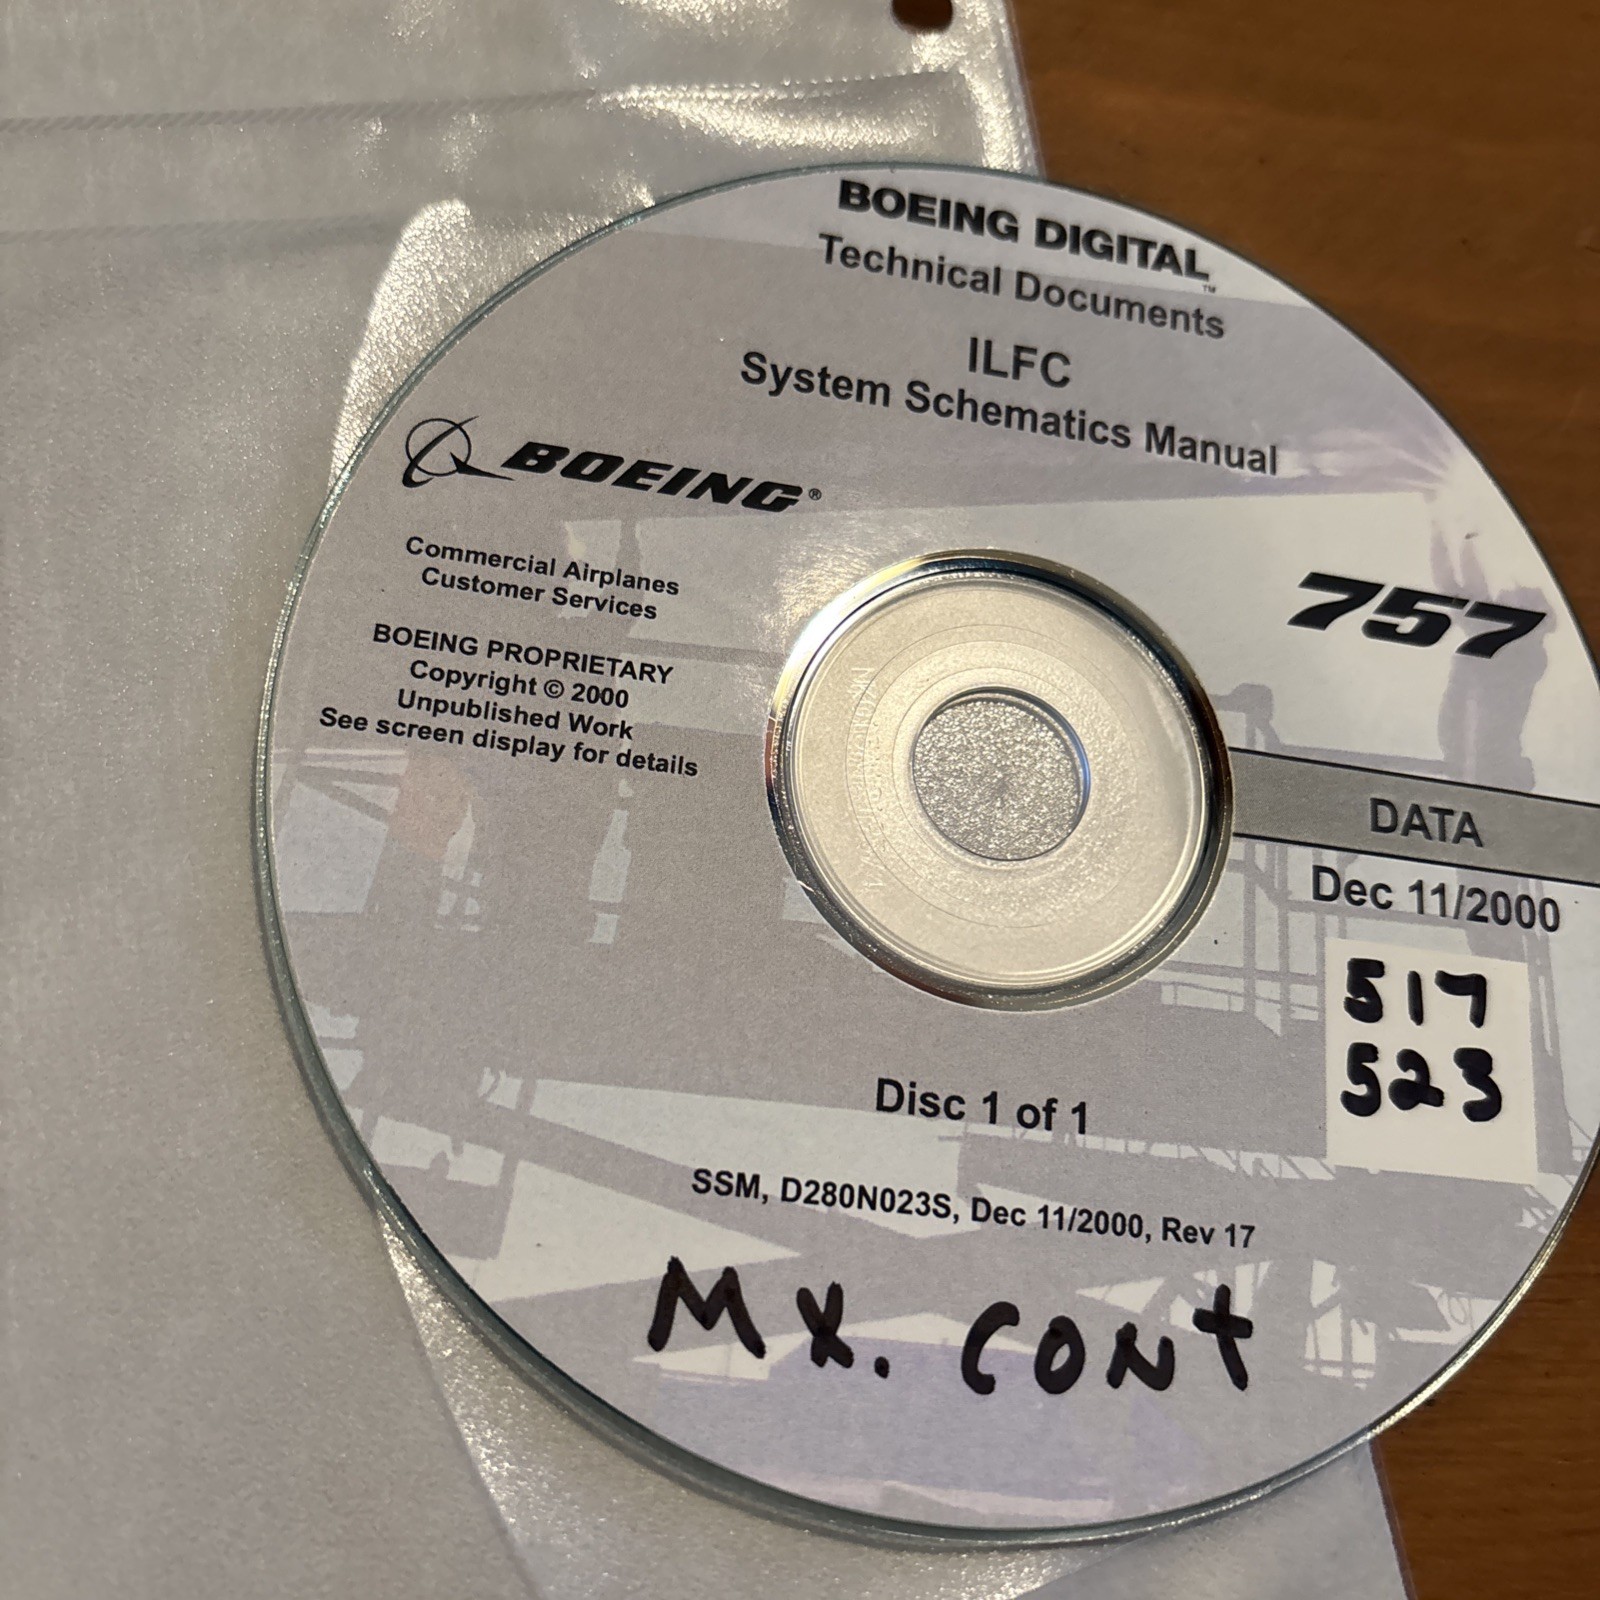 BOEING DIGITAL™
Technical Documents
ILFC
System Schematics Manual
BOEING®
Commercial Airplanes
Customer Services
BOEING PROPRIETARY
Copyright © 2000
Unpublished Work
See screen display for details
757
DATA
Dec 11/2000
517
523
Disc 1 of 1
SSM, D280N023S, Dec 11/2000, Rev 17
MX. CONT